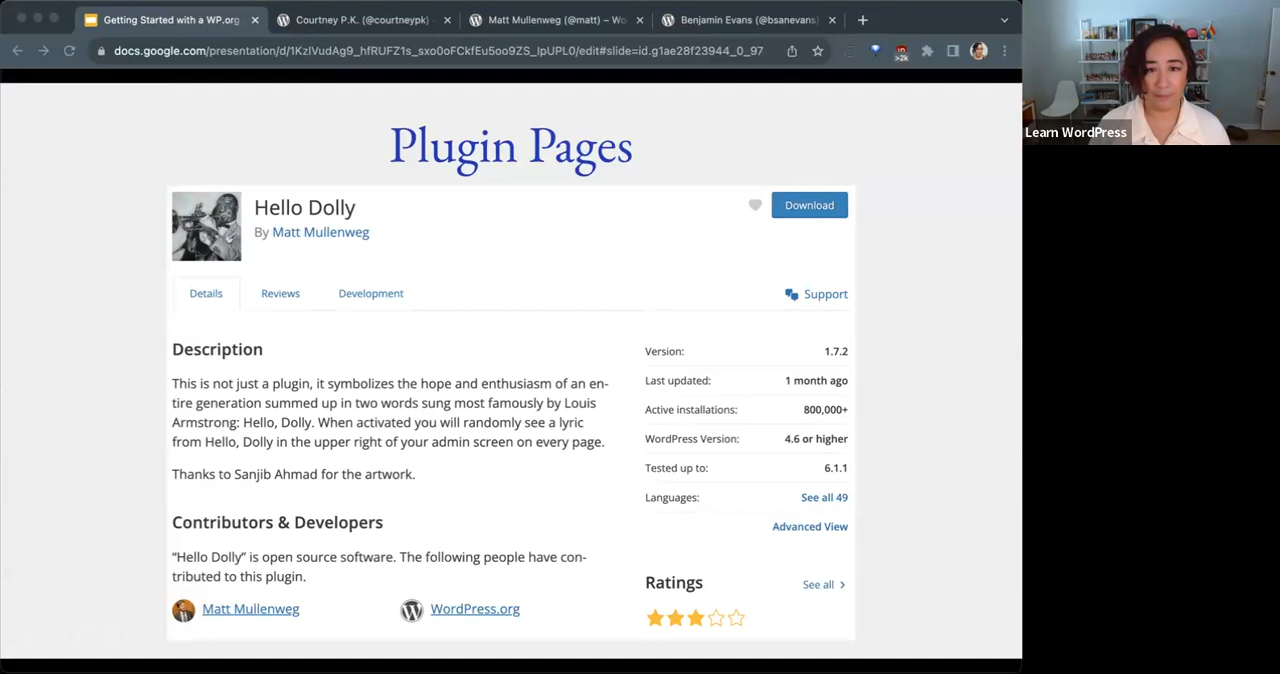 Getting Started with a WP.org
Courtney P.K. (@courtneypk) –
Matt Mullenweg (@matt) – Wo
Benjamin Evans (@bsanevans)
docs.google.com/presentation/d/1KzlVudAg9_hfRUFZ1s_sxo0oFCkfEu5oo9ZS_lpUPL0/edit#slide=id.g1ae28f23944_0_97
>2k
Learn WordPress
Plugin Pages
Hello Dolly
Download
By Matt Mullenweg
Details Reviews Development Support
Description
This is not just a plugin, it symbolizes the hope and enthusiasm of an en-
tire generation summed up in two words sung most famously by Louis
Armstrong: Hello, Dolly. When activated you will randomly see a lyric
from Hello, Dolly in the upper right of your admin screen on every page.
Thanks to Sanjib Ahmad for the artwork.
Version: 1.7.2
Last updated: 1 month ago
Active installations: 800,000+
WordPress Version: 4.6 or higher
Tested up to: 6.1.1
Languages: See all 49
Advanced View
Contributors & Developers
“Hello Dolly” is open source software. The following people have con-
tributed to this plugin.
Matt Mullenweg WordPress.org
Ratings See all